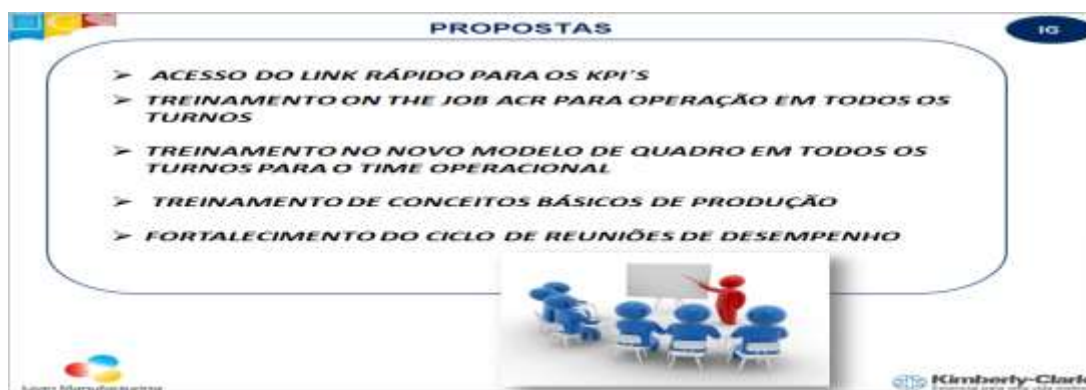 PROPOSTAS
IG
➢ ACESSO DO LINK RÁPIDO PARA OS KPI'S
➢ TREINAMENTO ON THE JOB ACR PARA OPERAÇÃO EM TODOS OS
TURNOS
➢ TREINAMENTO NO NOVO MODELO DE QUADRO EM TODOS OS
TURNOS PARA O TIME OPERACIONAL
➢ TREINAMENTO DE CONCEITOS BÁSICOS DE PRODUÇÃO
➢ FORTALECIMENTO DO CICLO DE REUNIÕES DE DESEMPENHO
Lean Manufacturing
Kimberly-Clark